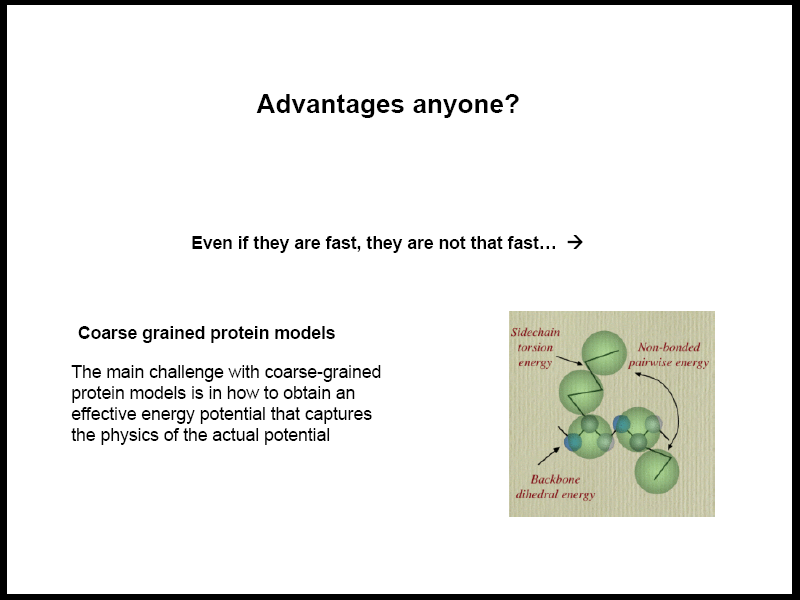 Advantages anyone?
Even if they are fast, they are not that fast… →
Coarse grained protein models
The main challenge with coarse-grained
protein models is in how to obtain an
effective energy potential that captures
the physics of the actual potential
Sidechain
torsion
energy
Non-bonded
pairwise energy
Backbone
dihedral energy